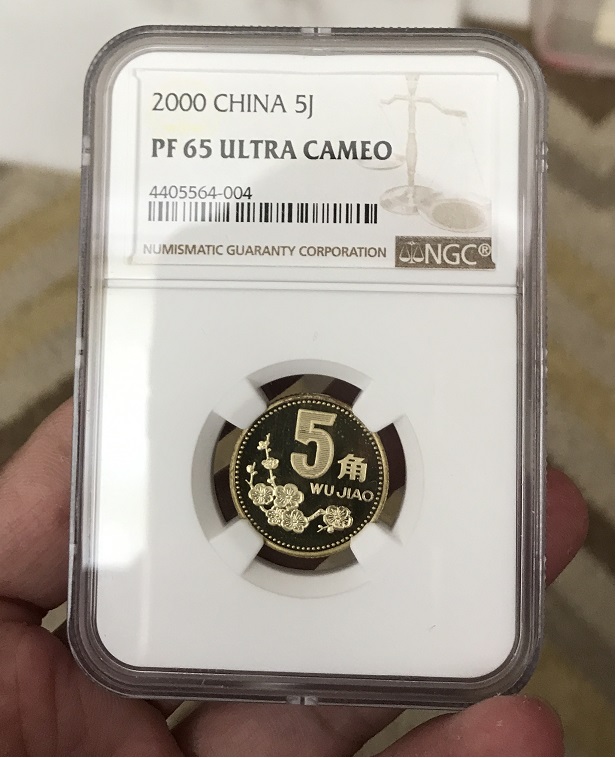 2000 CHINA 5J
PF 65 ULTRA CAMEO
4405564-004
NUMISMATIC GUARANTY CORPORATION
NGC®
5角
WU JIAO